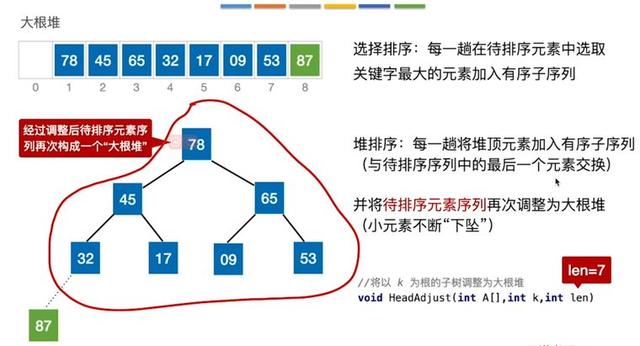 大根堆
78 45 65 32 17 09 53 87
0 1 2 3 4 5 6 7 8
选择排序：每一趟在待排序元素中选取
关键字最大的元素加入有序子序列
经过调整后待排序元素序
列再次构成一个“大根堆”
78
堆排序：每一趟将堆顶元素加入有序子序列
（与待排序序列中的最后一个元素交换）
45 65
并将待排序元素序列再次调整为大根堆
（小元素不断“下坠”）
32 17 09 53
len=7
//将以 k 为根的子树调整为大根堆
void HeadAdjust(int A[],int k,int len)
87